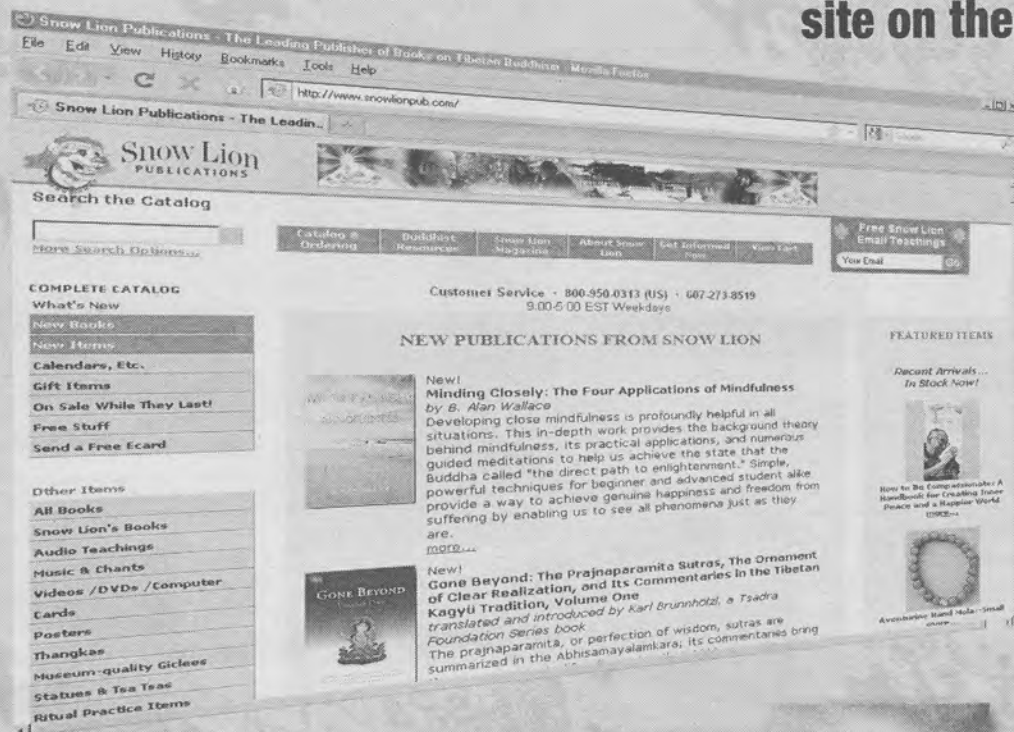 site on the
Snow Lion Publications - The Leading Publisher of Books on Tibetan Buddhism - Mozilla Firefox
File Edit View History Bookmarks Tools Help
http://www.snowlionpub.com/
Snow Lion Publications - The Leadin..
SNOW LION
PUBLICATIONS
Search the Catalog
More Search Options...
Catalog & Ordering
Buddhist Resources
Snow Lion Magazine
About Snow Lion
Get Informed Now
View Cart
Free Snow Lion
Email Teachings
Your Email Go
Customer Service · 800-950-0313 (US) · 607-273-8519
9:00-5:00 EST Weekdays
COMPLETE CATALOG
What's New
New Books
New Items
Calendars, Etc.
Gift Items
On Sale While They Last!
Free Stuff
Send a Free Ecard
Other Items
All Books
Snow Lion's Books
Audio Teachings
Music & Chants
Videos /DVDs /Computer
Cards
Posters
Thangkas
Museum-quality Giclees
Statues & Tsa Tsas
Ritual Practice Items
NEW PUBLICATIONS FROM SNOW LION
New!
Minding Closely: The Four Applications of Mindfulness
by B. Alan Wallace
Developing close mindfulness is profoundly helpful in all
situations. This in-depth work provides the background theory
behind mindfulness, its practical applications, and numerous
guided meditations to help us achieve the state that the
Buddha called "the direct path to enlightenment." Simple,
powerful techniques for beginner and advanced student alike
provide a way to achieve genuine happiness and freedom from
suffering by enabling us to see all phenomena just as they
are.
more...
GONE BEYOND
New!
Gone Beyond: The Prajnaparamita Sutras, The Ornament
of Clear Realization, and Its Commentaries in the Tibetan
Kagyü Tradition, Volume One
translated and introduced by Karl Brunnhölzl, a Tsadra
Foundation Series book
The prajnaparamita, or perfection of wisdom, sutras are
summarized in the Abhisamayalamkara; its commentaries bring
FEATURED ITEMS
Recent Arrivals...
In Stock Now!
How to Be Compassionate: A
Handbook for Creating Inner
Peace and a Happier World
more...
Aventurine Hand Mala--Small
more...